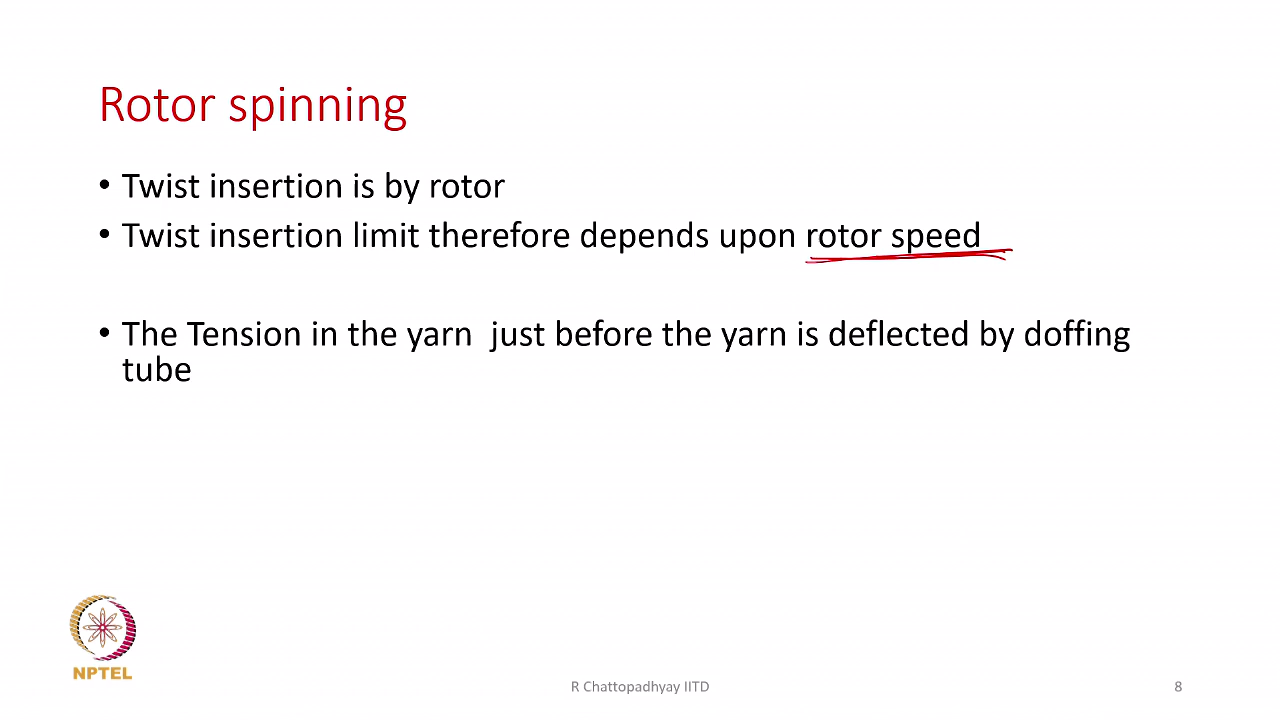 Rotor spinning
• Twist insertion is by rotor
• Twist insertion limit therefore depends upon rotor speed
• The Tension in the yarn just before the yarn is deflected by doffing
tube
NPTEL
R Chattopadhyay IITD
8